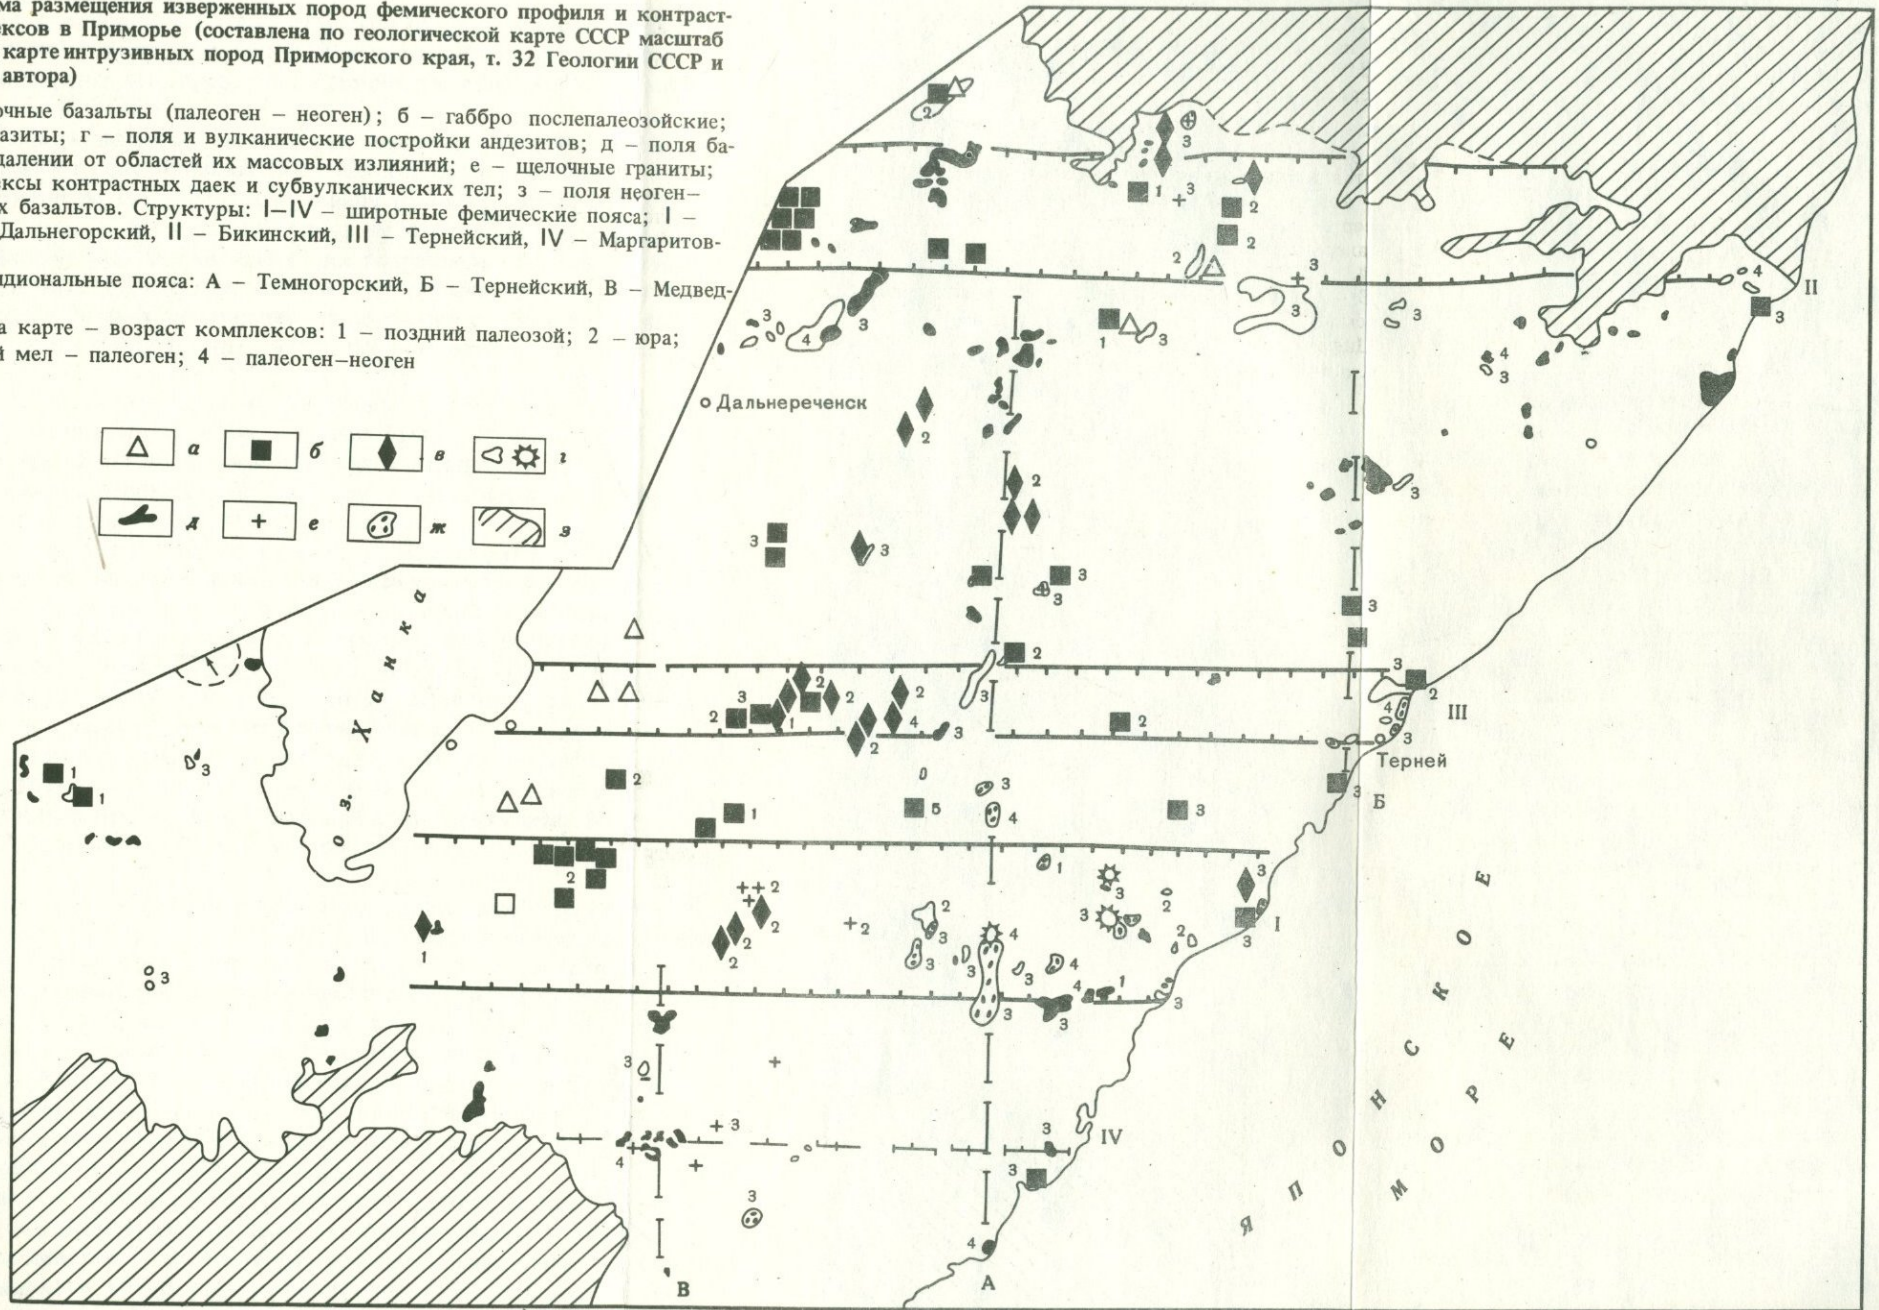 ма размещения изверженных пород фемического профиля и контраст-
ксов в Приморье (составлена по геологической карте СССР масштаб
карте интрузивных пород Приморского края, т. 32 Геологии СССР и
автора)
очные базальты (палеоген – неоген); б – габбро послепалеозойские;
азиты; г – поля и вулканические постройки андезитов; д – поля ба-
далении от областей их массовых излияний; е – щелочные граниты;
ксы контрастных даек и субвулканических тел; з – поля неоген–
х базальтов. Структуры: I–IV – широтные фемические пояса; I –
Дальнегорский, II – Бикинский, III – Тернейский, IV – Маргаритов-
идиональные пояса: А – Темногорский, Б – Тернейский, В – Медвед-
а карте – возраст комплексов: 1 – поздний палеозой; 2 – юра;
й мел – палеоген; 4 – палеоген–неоген
а б в г
д е ж з
Дальнереченск
II
оз. Ханка
III
Терней
Б
I
IV
ЯПОНСКОЕ
МОРЕ
В
А